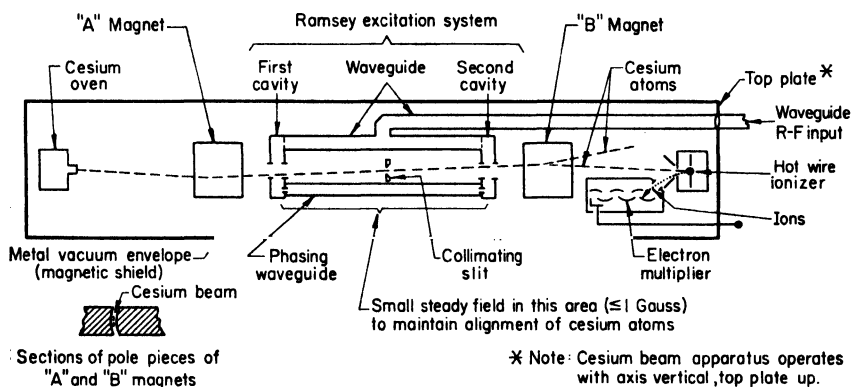 Ramsey excitation system
"A" Magnet
"B" Magnet
Cesium
oven
First
cavity
Waveguide
Second
cavity
Cesium
atoms
Top plate *
Waveguide
R-F input
Hot wire
ionizer
Ions
Metal vacuum envelope
(magnetic shield)
Phasing
waveguide
Collimating
slit
Electron
multiplier
Cesium beam
Small steady field in this area (≦1 Gauss)
to maintain alignment of cesium atoms
Sections of pole pieces of
"A" and "B" magnets
* Note: Cesium beam apparatus operates
with axis vertical, top plate up.